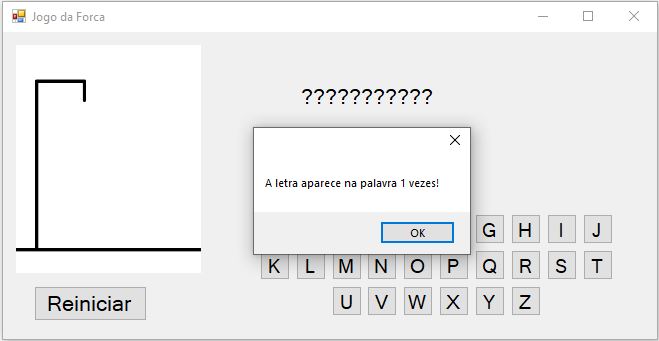 Jogo da Forca
???????????
A letra aparece na palavra 1 vezes!
OK
G H I J
K L M N O P Q R S T
U V W X Y Z
Reiniciar